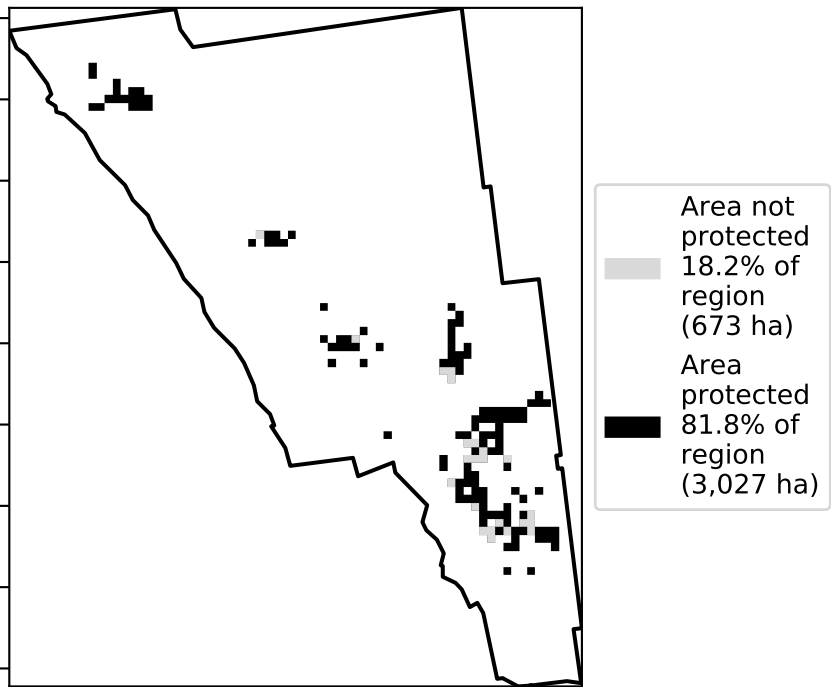 Area not
protected
18.2% of
region
(673 ha)
Area
protected
81.8% of
region
(3,027 ha)